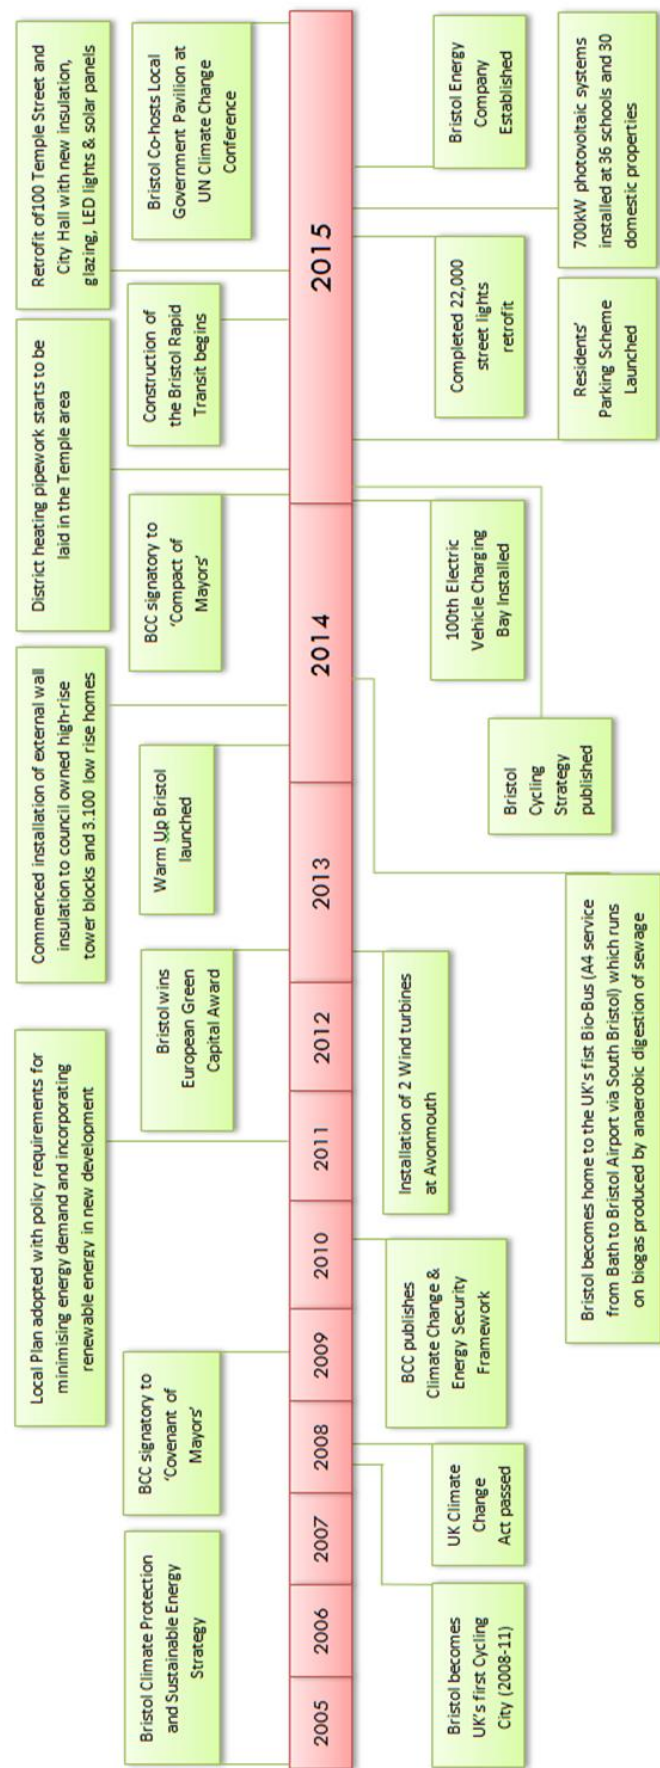 Bristol Climate Protection
and Sustainable Energy
Strategy
BCC signatory to
'Covenant of
Mayors'
Local Plan adopted with policy requirements for
minimising energy demand and incorporating
renewable energy in new development
Bristol wins
European Green
Capital Award
Commenced installation of external wall
insulation to council owned high-rise
tower blocks and 3.100 low rise homes
Warm Up Bristol
launched
District heating pipework starts to be
laid in the Temple area
BCC signatory to
'Compact of
Mayors'
Retrofit of100 Temple Street and
City Hall with new insulation,
glazing, LED lights & solar panels
Construction of
the Bristol Rapid
Transit begins
Bristol Co-hosts Local
Government Pavilion at
UN Climate Change
Conference
2005
2006
2007
2008
2009
2010
2011
2012
2013
2014
2015
Bristol becomes
UK's first Cycling
City (2008-11)
UK Climate
Change
Act passed
BCC publishes
Climate Change &
Energy Security
Framework
Installation of 2 Wind turbines
at Avonmouth
Bristol becomes home to the UK's fist Bio-Bus (A4 service
from Bath to Bristol Airport via South Bristol) which runs
on biogas produced by anaerobic digestion of sewage
Bristol
Cycling
Strategy
published
100th Electric
Vehicle Charging
Bay Installed
Residents'
Parking Scheme
Launched
Completed 22,000
street lights
retrofit
700kW photovoltaic systems
installed at 36 schools and 30
domestic properties
Bristol Energy
Company
Established